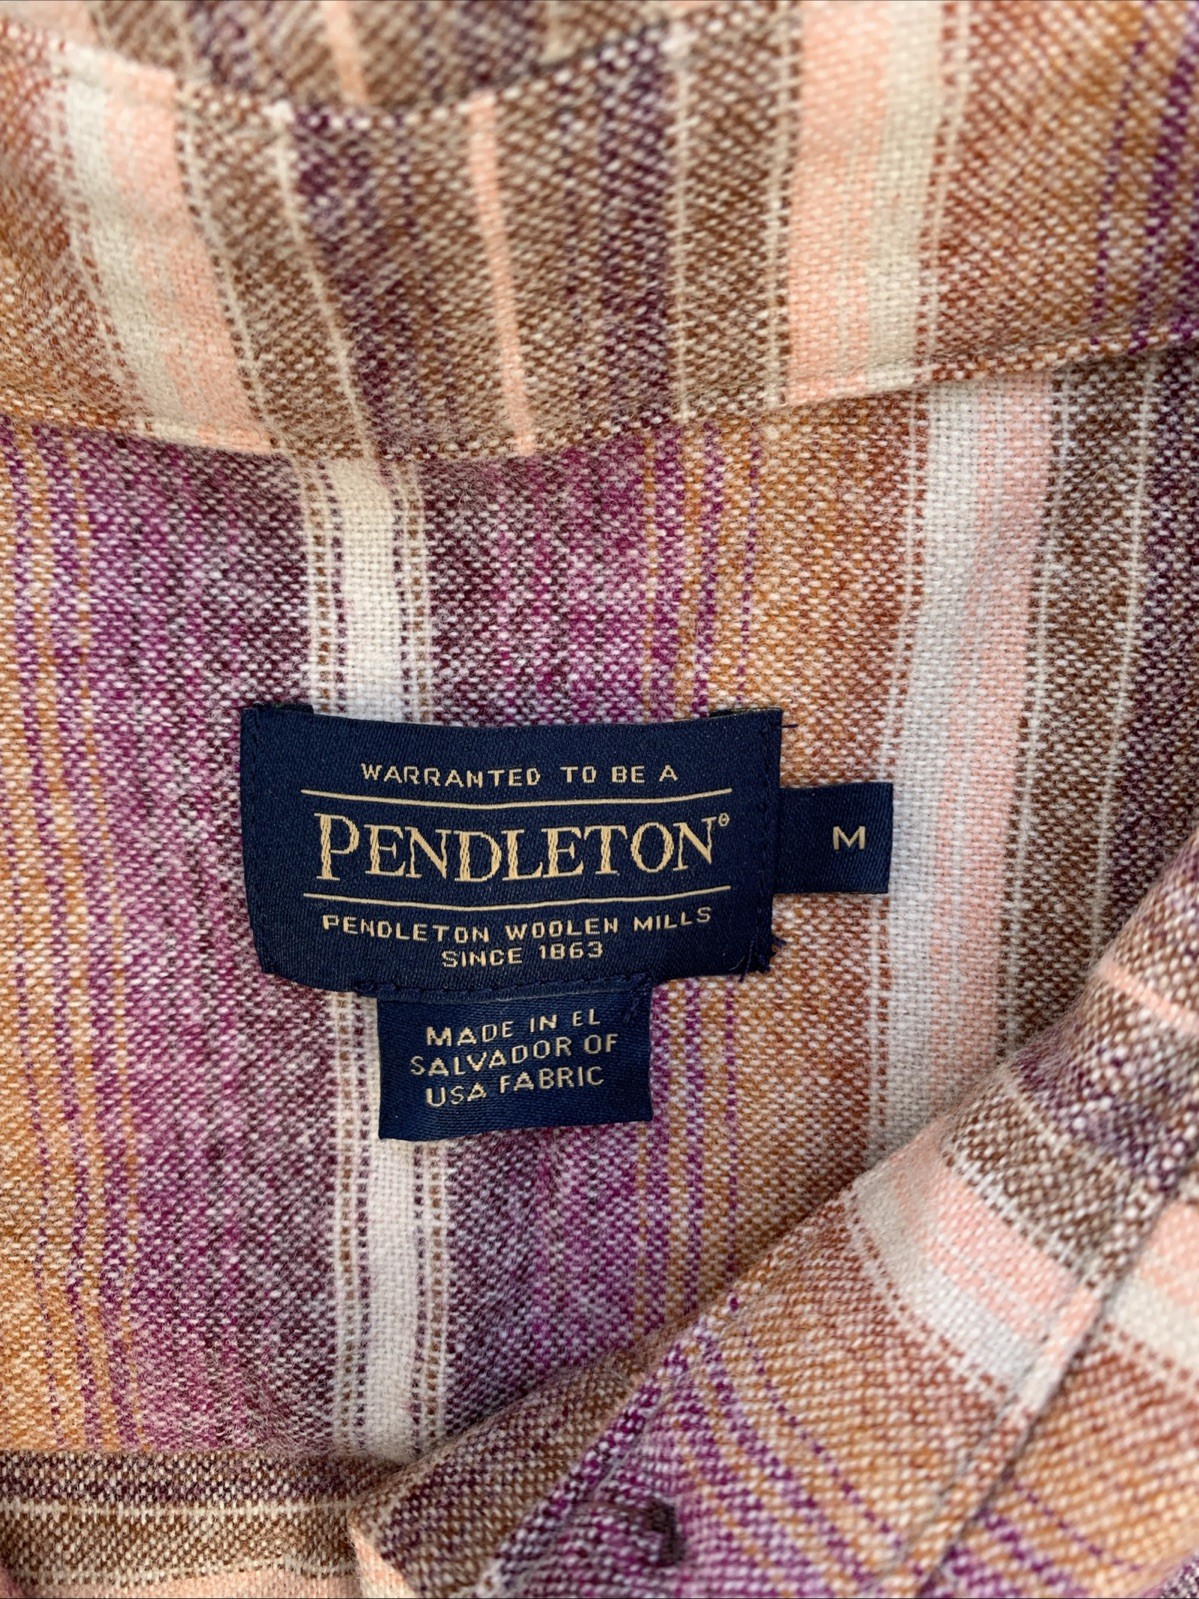 WARRANTED TO BE A
PENDLETON®
PENDLETON WOOLEN MILLS
SINCE 1863
M
MADE IN EL
SALVADOR OF
USA FABRIC